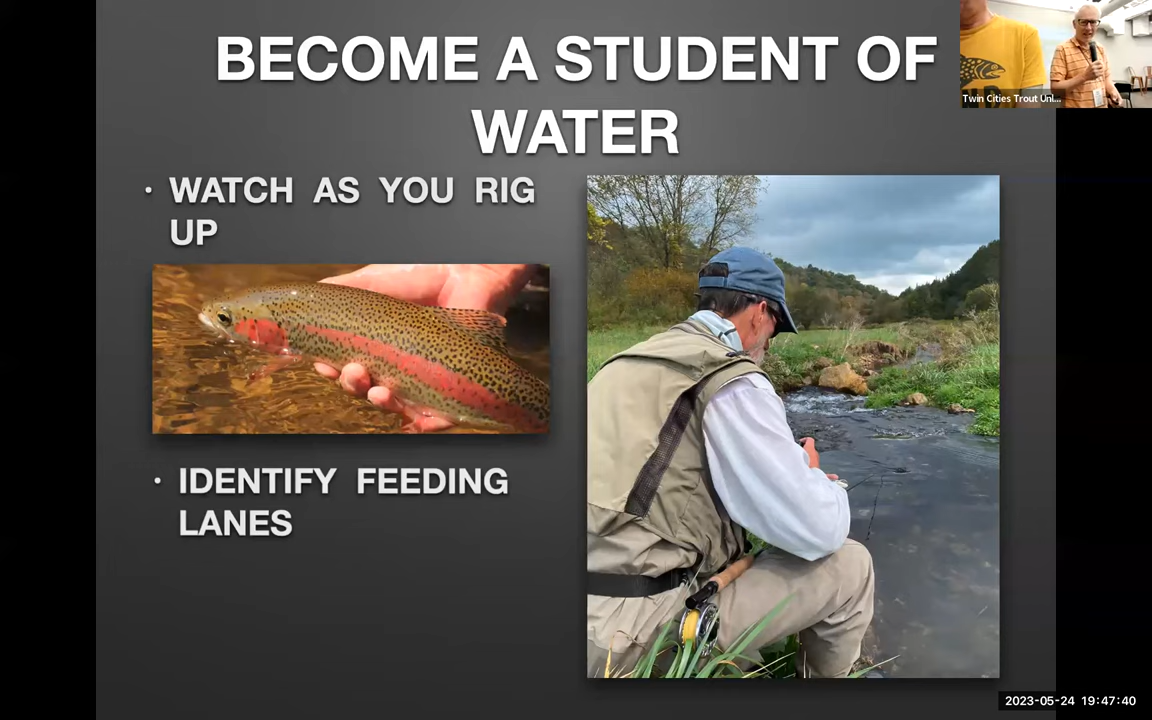 BECOME A STUDENT OF
WATER
• WATCH AS YOU RIG
UP
• IDENTIFY FEEDING
LANES
Twin Cities Trout Unl...
2023-05-24 19:47:40